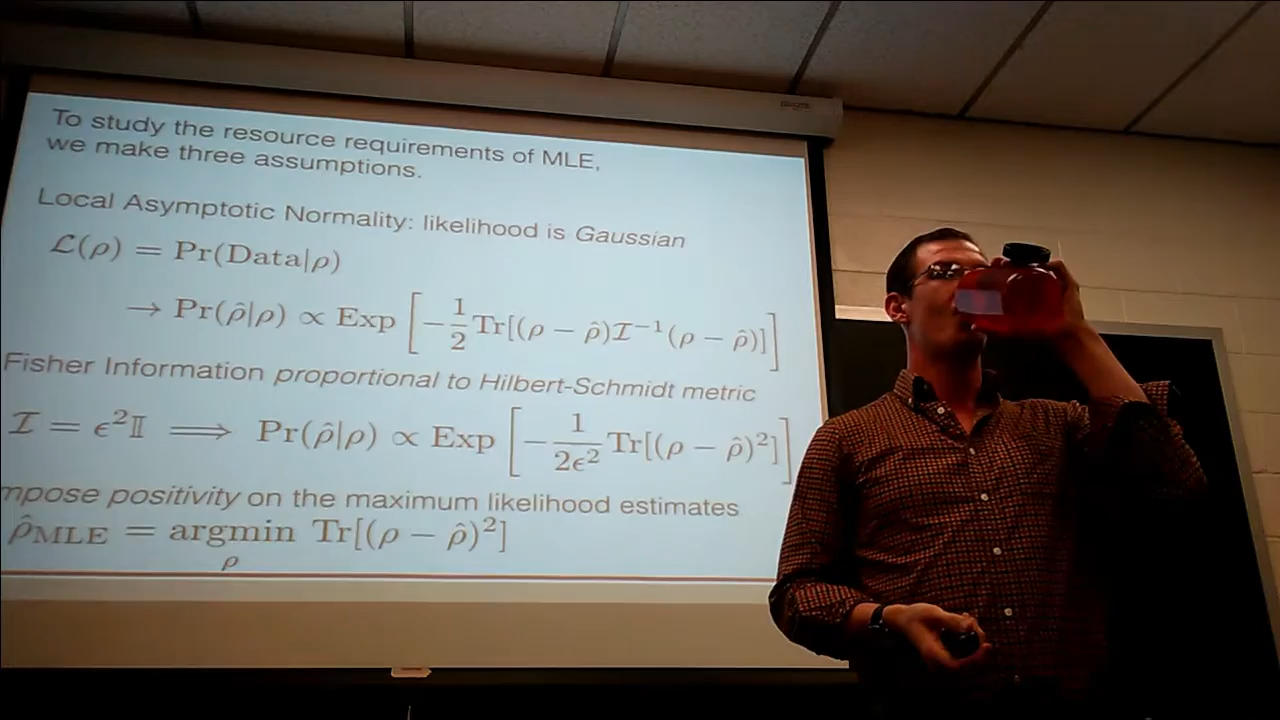 To study the resource requirements of MLE,
we make three assumptions.
Local Asymptotic Normality: likelihood is Gaussian
ℒ(ρ) = Pr(Data|ρ)
→ Pr(ρ̂|ρ) ∝ Exp [−1/2 Tr[(ρ − ρ̂)ℐ⁻¹(ρ − ρ̂)]]
Fisher Information proportional to Hilbert-Schmidt metric
ℐ = ϵ²𝕀 ⟹ Pr(ρ̂|ρ) ∝ Exp [−1/2ϵ² Tr[(ρ − ρ̂)²]]
mpose positivity on the maximum likelihood estimates
ρ̂MLE = argmin Tr[(ρ − ρ̂)²]
ρ